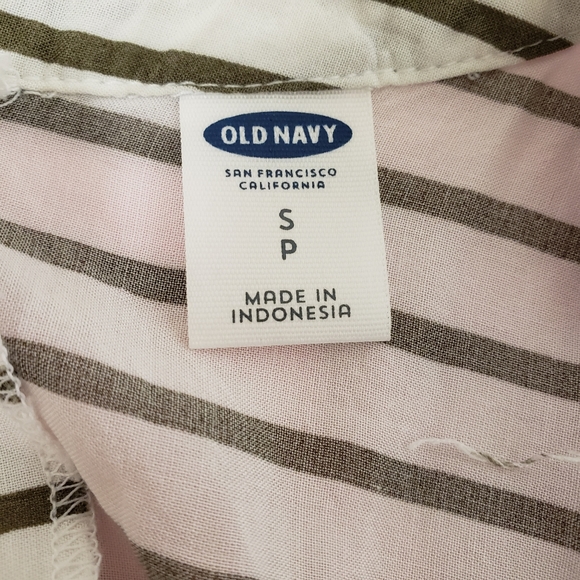 OLD NAVY
SAN FRANCISCO
CALIFORNIA
S
P
MADE IN
INDONESIA